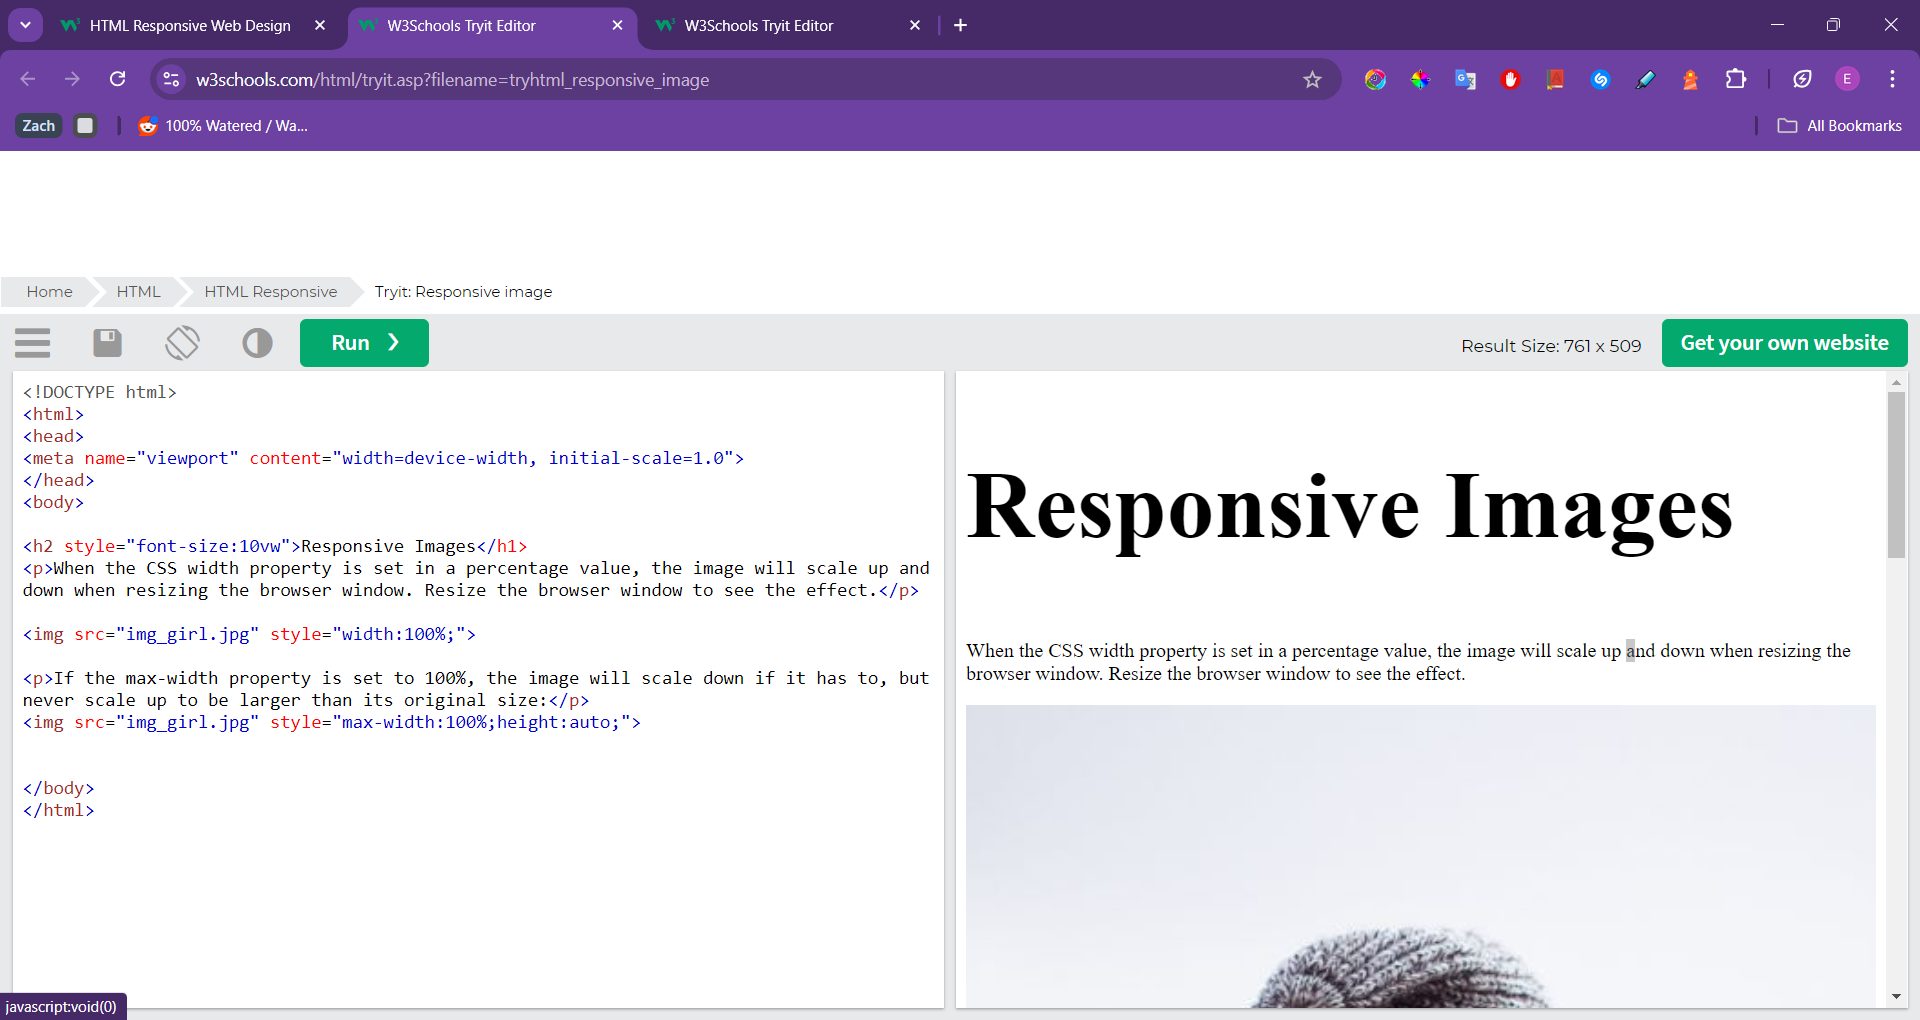 HTML Responsive Web Design
W3Schools Tryit Editor
W3Schools Tryit Editor
w3schools.com/html/tryit.asp?filename=tryhtml_responsive_image
E
Zach
100% Watered / Wa...
All Bookmarks
Home
HTML
HTML Responsive
Tryit: Responsive image
Run ❯
Result Size: 761 x 509
Get your own website
<!DOCTYPE html>
<html>
<head>
<meta name="viewport" content="width=device-width, initial-scale=1.0">
</head>
<body>
<h2 style="font-size:10vw">Responsive Images</h1>
<p>When the CSS width property is set in a percentage value, the image will scale up and
down when resizing the browser window. Resize the browser window to see the effect.</p>
<img src="img_girl.jpg" style="width:100%;">
<p>If the max-width property is set to 100%, the image will scale down if it has to, but
never scale up to be larger than its original size:</p>
<img src="img_girl.jpg" style="max-width:100%;height:auto;">
</body>
</html>
Responsive Images
When the CSS width property is set in a percentage value, the image will scale up and down when resizing the
browser window. Resize the browser window to see the effect.
javascript:void(0)